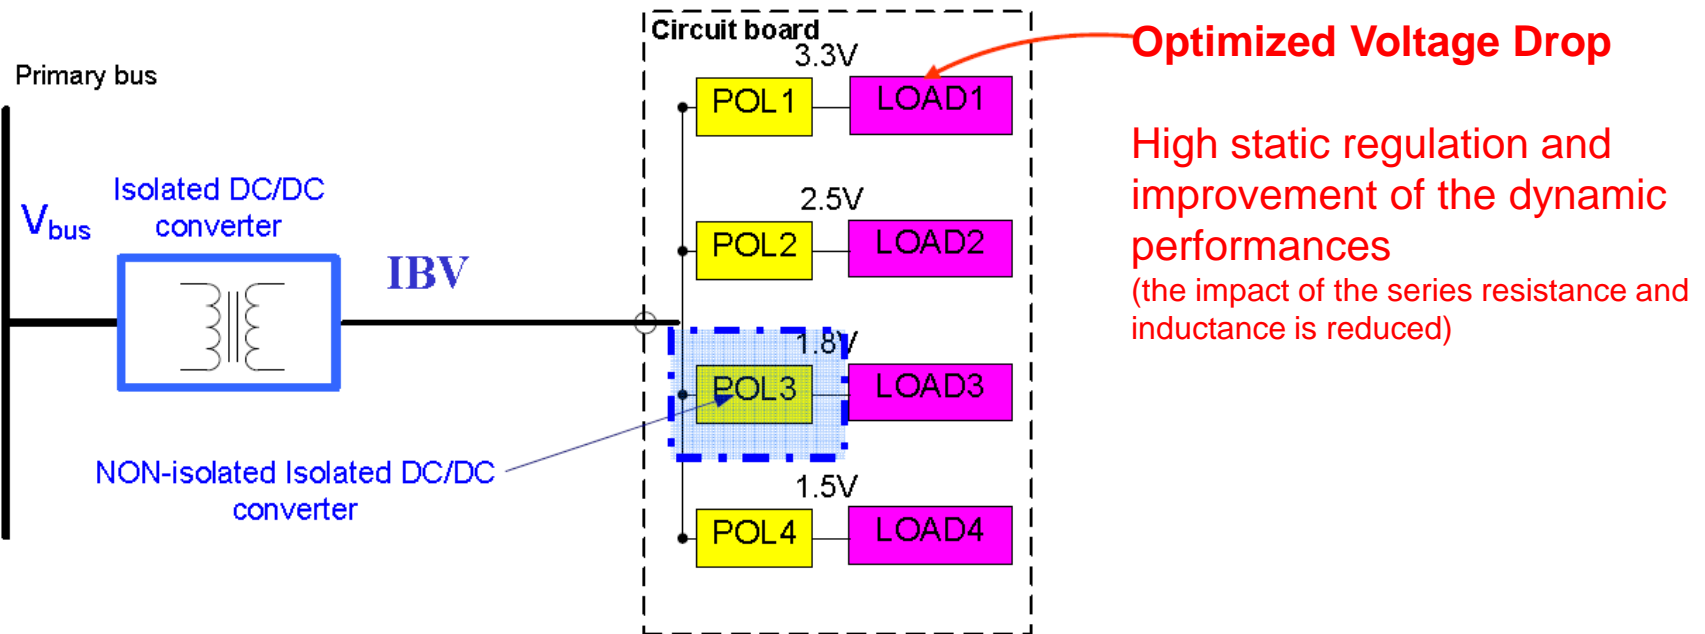 Circuit board
Optimized Voltage Drop
3.3V
Primary bus
POL1
LOAD1
High static regulation and
improvement of the dynamic
performances
(the impact of the series resistance and
inductance is reduced)
Isolated DC/DC
converter
Vbus
2.5V
POL2
LOAD2
IBV
1.8V
POL3
LOAD3
NON-isolated Isolated DC/DC
converter
1.5V
POL4
LOAD4